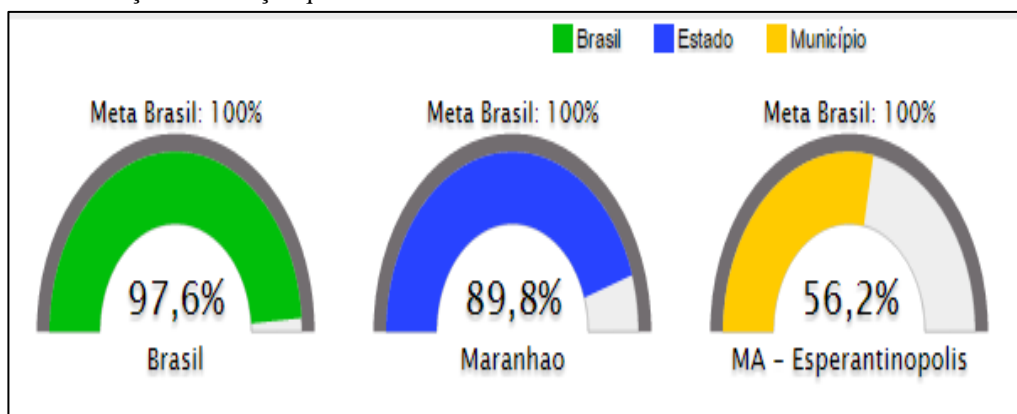 Brasil Estado Município
Meta Brasil: 100% Meta Brasil: 100% Meta Brasil: 100%
97,6% 89,8% 56,2%
Brasil Maranhao MA - Esperantinopolis